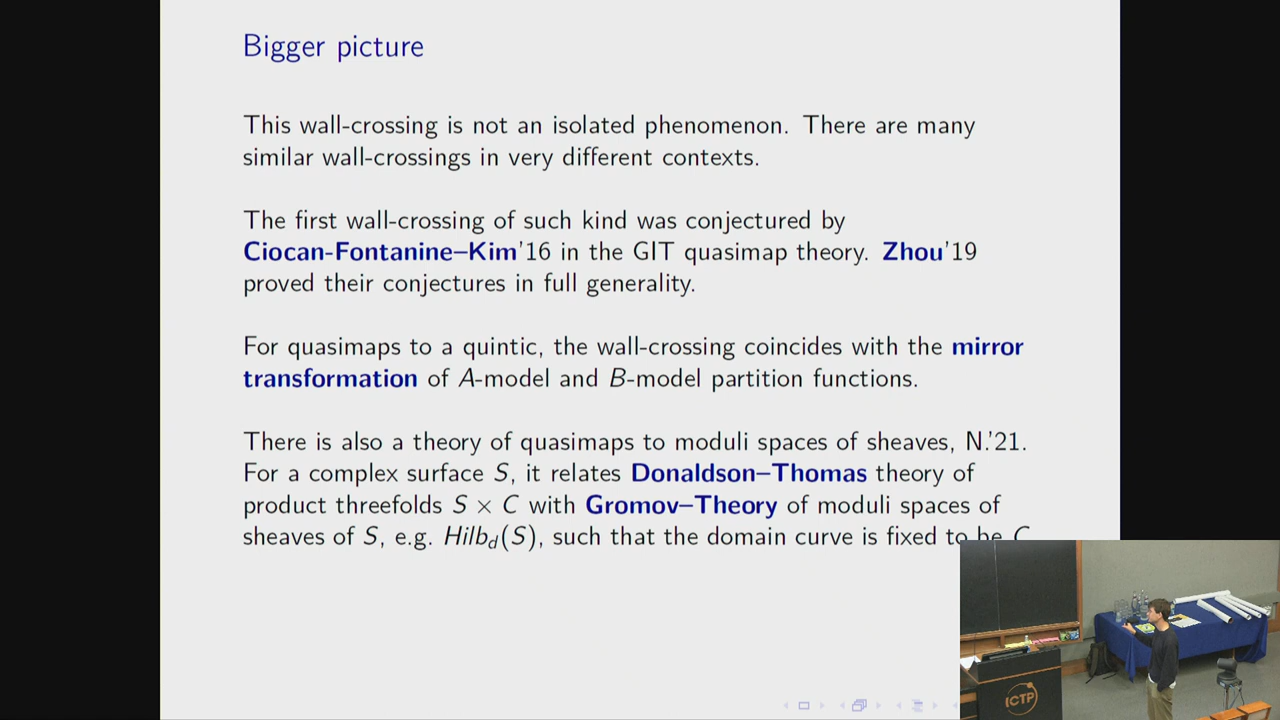 Bigger picture
This wall-crossing is not an isolated phenomenon. There are many
similar wall-crossings in very different contexts.
The first wall-crossing of such kind was conjectured by
Ciocan-Fontanine–Kim'16 in the GIT quasimap theory. Zhou'19
proved their conjectures in full generality.
For quasimaps to a quintic, the wall-crossing coincides with the mirror
transformation of A-model and B-model partition functions.
There is also a theory of quasimaps to moduli spaces of sheaves, N.'21.
For a complex surface S, it relates Donaldson–Thomas theory of
product threefolds S × C with Gromov–Theory of moduli spaces of
sheaves of S, e.g. Hilb_d(S), such that the domain curve is fixed to be C
ICTP